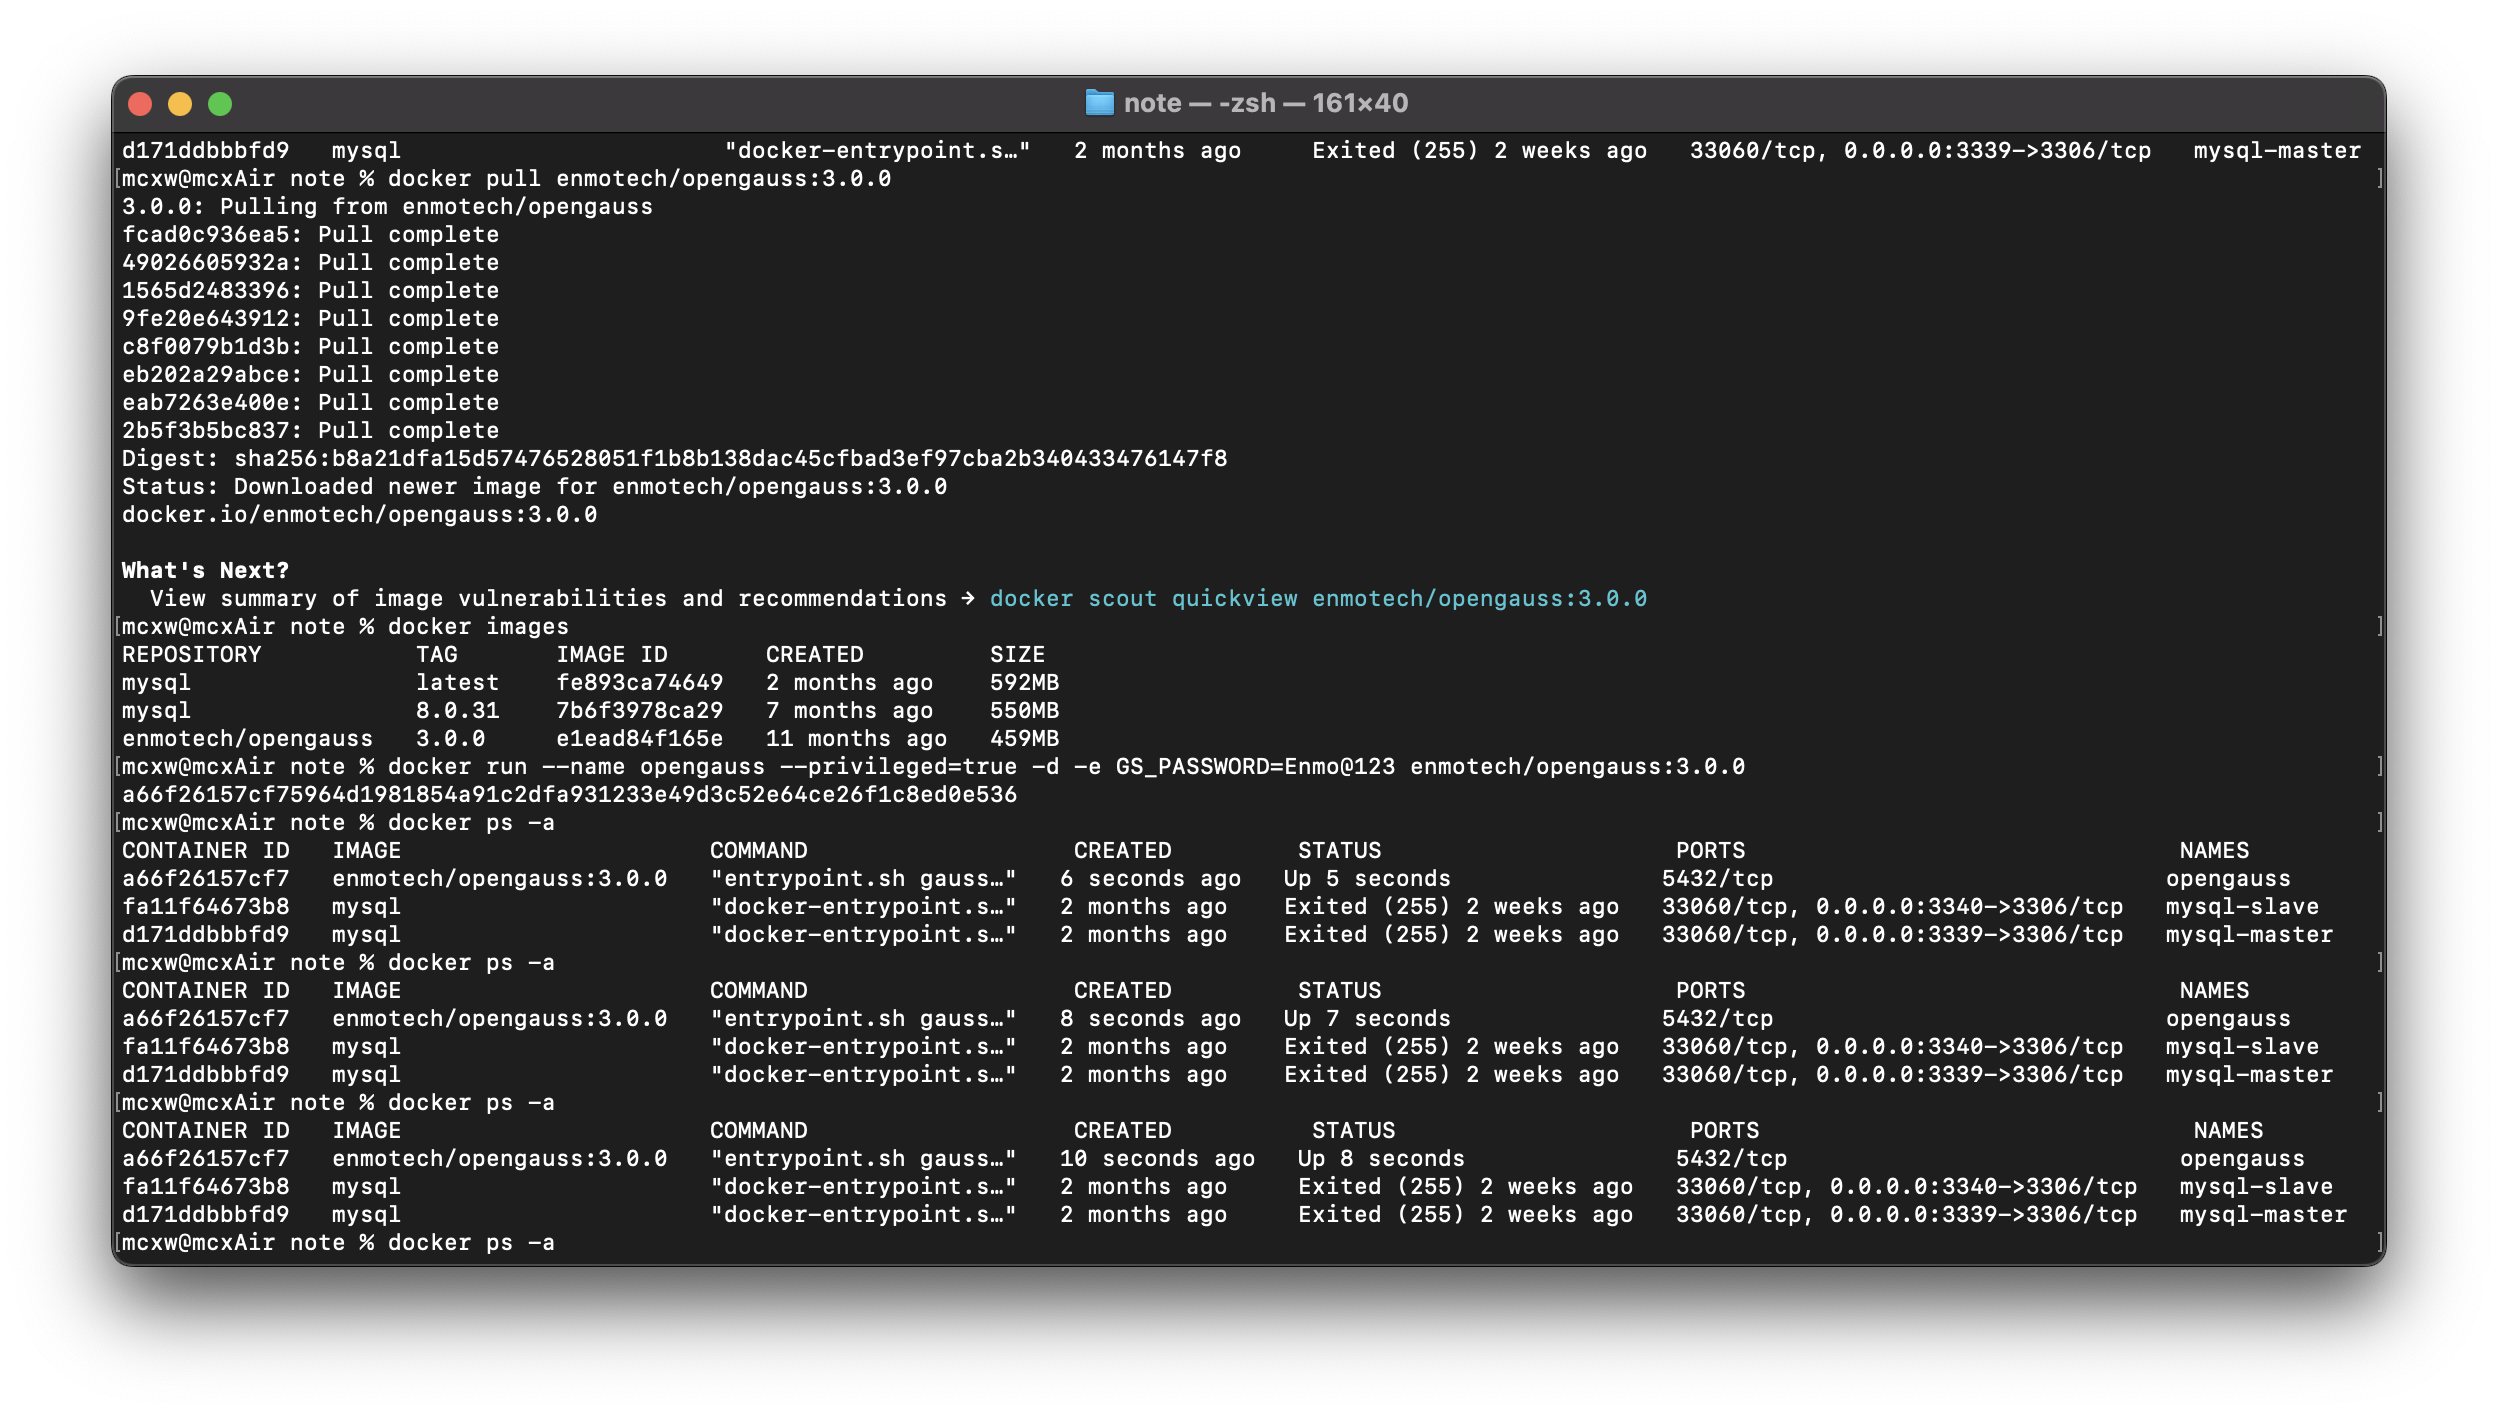 note — -zsh — 161×40
d171ddbbbfd9   mysql                       "docker-entrypoint.s…"   2 months ago     Exited (255) 2 weeks ago   33060/tcp, 0.0.0.0:3339->3306/tcp   mysql-master
[mcxw@mcxAir note % docker pull enmotech/opengauss:3.0.0 ]
3.0.0: Pulling from enmotech/opengauss
fcad0c936ea5: Pull complete
49026605932a: Pull complete
1565d2483396: Pull complete
9fe20e643912: Pull complete
c8f0079b1d3b: Pull complete
eb202a29abce: Pull complete
eab7263e400e: Pull complete
2b5f3b5bc837: Pull complete
Digest: sha256:b8a21dfa15d57476528051f1b8b138dac45cfbad3ef97cba2b340433476147f8
Status: Downloaded newer image for enmotech/opengauss:3.0.0
docker.io/enmotech/opengauss:3.0.0
What's Next?
  View summary of image vulnerabilities and recommendations → docker scout quickview enmotech/opengauss:3.0.0
[mcxw@mcxAir note % docker images ]
REPOSITORY           TAG       IMAGE ID       CREATED         SIZE
mysql                latest    fe893ca74649   2 months ago    592MB
mysql                8.0.31    7b6f3978ca29   7 months ago    550MB
enmotech/opengauss   3.0.0     e1ead84f165e   11 months ago   459MB
[mcxw@mcxAir note % docker run --name opengauss --privileged=true -d -e GS_PASSWORD=Enmo@123 enmotech/opengauss:3.0.0 ]
a66f26157cf75964d1981854a91c2dfa931233e49d3c52e64ce26f1c8ed0e536
[mcxw@mcxAir note % docker ps -a ]
CONTAINER ID   IMAGE                      COMMAND                   CREATED         STATUS                     PORTS                               NAMES
a66f26157cf7   enmotech/opengauss:3.0.0   "entrypoint.sh gauss…"   6 seconds ago   Up 5 seconds               5432/tcp                            opengauss
fa11f64673b8   mysql                      "docker-entrypoint.s…"   2 months ago    Exited (255) 2 weeks ago   33060/tcp, 0.0.0.0:3340->3306/tcp   mysql-slave
d171ddbbbfd9   mysql                      "docker-entrypoint.s…"   2 months ago    Exited (255) 2 weeks ago   33060/tcp, 0.0.0.0:3339->3306/tcp   mysql-master
[mcxw@mcxAir note % docker ps -a ]
CONTAINER ID   IMAGE                      COMMAND                   CREATED         STATUS                     PORTS                               NAMES
a66f26157cf7   enmotech/opengauss:3.0.0   "entrypoint.sh gauss…"   8 seconds ago   Up 7 seconds               5432/tcp                            opengauss
fa11f64673b8   mysql                      "docker-entrypoint.s…"   2 months ago    Exited (255) 2 weeks ago   33060/tcp, 0.0.0.0:3340->3306/tcp   mysql-slave
d171ddbbbfd9   mysql                      "docker-entrypoint.s…"   2 months ago    Exited (255) 2 weeks ago   33060/tcp, 0.0.0.0:3339->3306/tcp   mysql-master
[mcxw@mcxAir note % docker ps -a ]
CONTAINER ID   IMAGE                      COMMAND                   CREATED          STATUS                     PORTS                               NAMES
a66f26157cf7   enmotech/opengauss:3.0.0   "entrypoint.sh gauss…"   10 seconds ago   Up 8 seconds               5432/tcp                            opengauss
fa11f64673b8   mysql                      "docker-entrypoint.s…"   2 months ago     Exited (255) 2 weeks ago   33060/tcp, 0.0.0.0:3340->3306/tcp   mysql-slave
d171ddbbbfd9   mysql                      "docker-entrypoint.s…"   2 months ago     Exited (255) 2 weeks ago   33060/tcp, 0.0.0.0:3339->3306/tcp   mysql-master
[mcxw@mcxAir note % docker ps -a ]